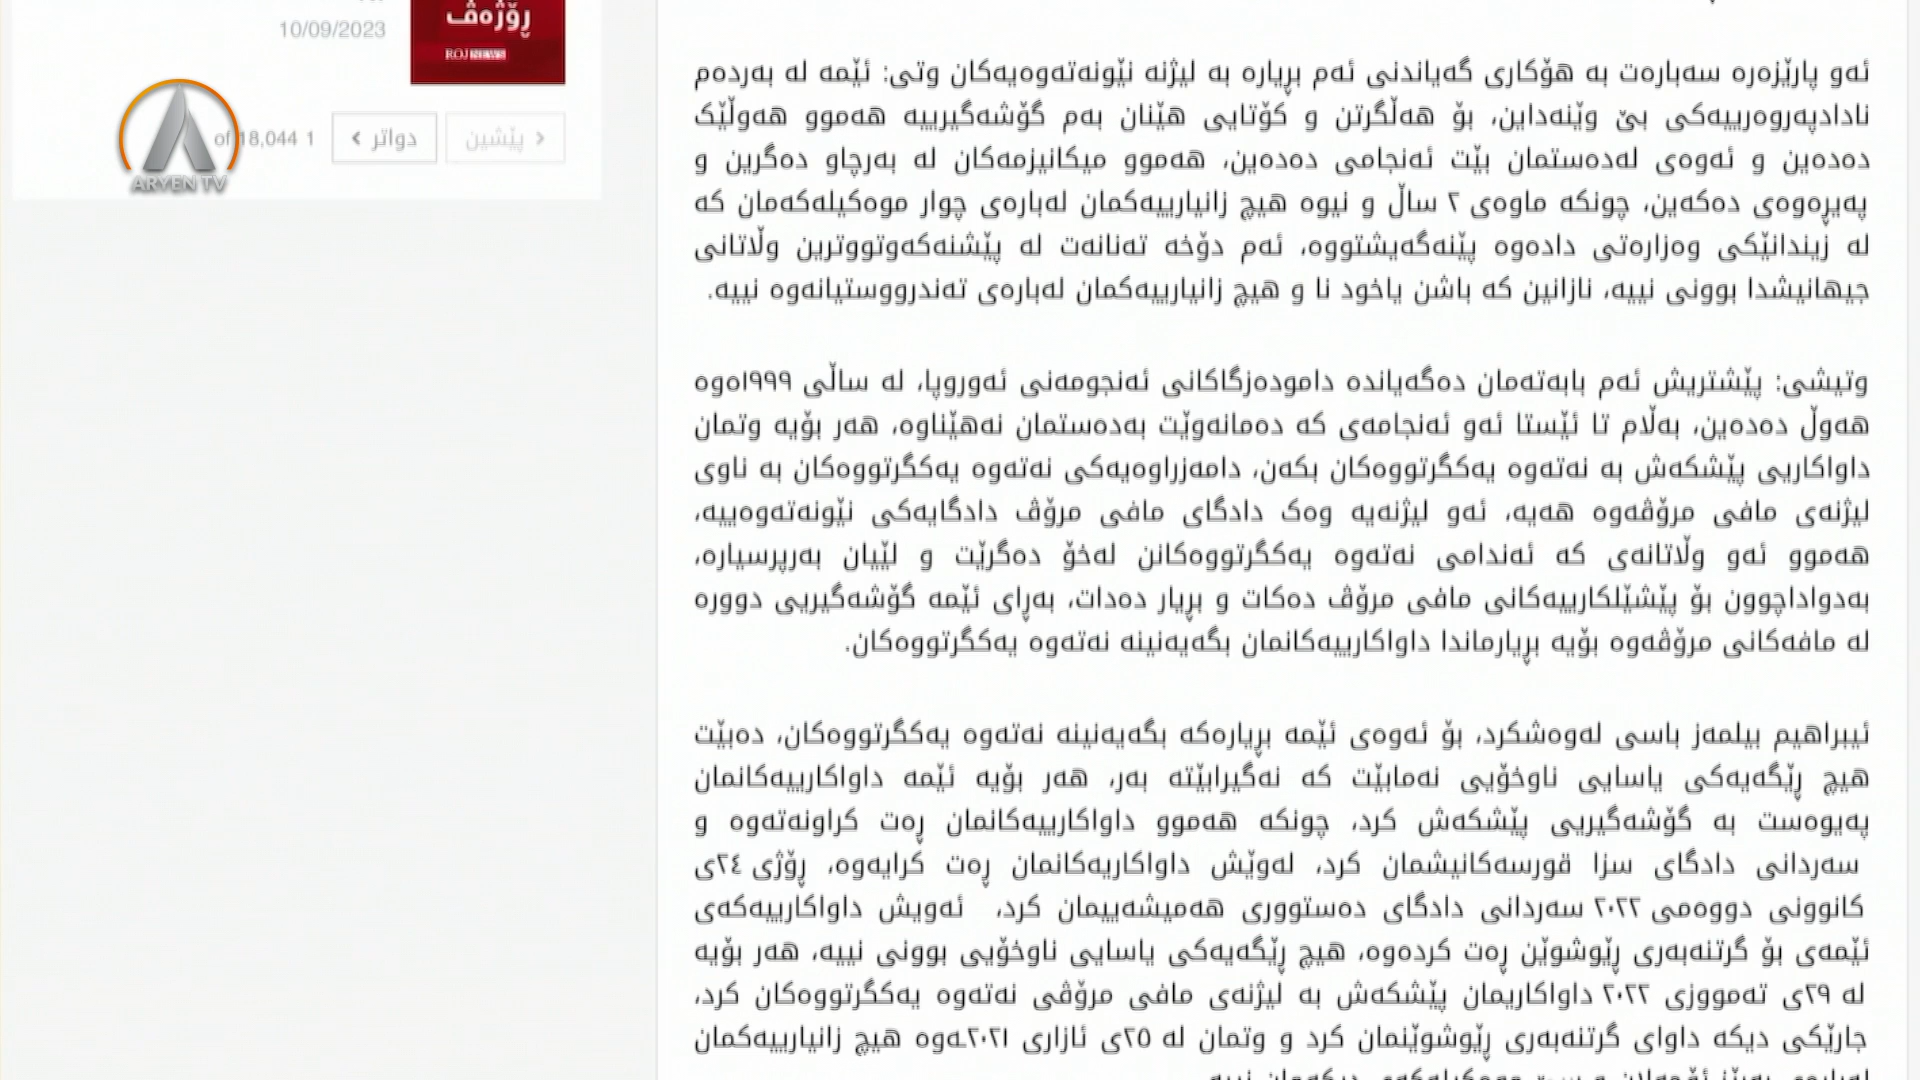 ڕۆژەڤ
ROJ NEWS
10/09/2023
ARYEN TV
1 of 18,044
دواتر
پێشین
ئەو پارێزەرە سەبارەت بە هۆکاری گەیاندنی ئەم بڕیارە بە لیژنە نێونەتەوەیەکان وتی: ئێمە لە بەردەم
نادادپەروەرییەکی بێ وێنەداین، بۆ هەڵگرتن و کۆتایی هێنان بەم گۆشەگیرییە هەموو هەوڵێک
دەدەین و ئەوەی لەدەستمان بێت ئەنجامی دەدەین، هەموو میکانیزمەکان لە بەرچاو دەگرین و
پەیڕەوەی دەکەین، چونکە ماوەی ٢ ساڵ و نیوە هیچ زانیارییەکمان لەبارەی چوار موەکیلەکەمان کە
لە زیندانێکی وەزارەتی دادەوە پێنەگەیشتووە، ئەم دۆخە تەنانەت لە پێشنەکەوتووترین وڵاتانی
جیهانیشدا بوونی نییە، نازانین کە باشن یاخود نا و هیچ زانیارییەکمان لەبارەی تەندرووستیانەوە نییە.
وتیشی: پێشتریش ئەم بابەتەمان دەگەیاندە دامودەزگاکانی ئەنجومەنی ئەوروپا، لە ساڵی ١٩٩٩ەوە
هەوڵ دەدەین، بەڵام تا ئێستا ئەو ئەنجامەی کە دەمانەوێت بەدەستمان نەهێناوە، هەر بۆیە وتمان
داواکاریی پێشکەش بە نەتەوە یەکگرتووەکان بکەن، دامەزراوەیەکی نەتەوە یەکگرتووەکان بە ناوی
لیژنەی مافی مرۆڤەوە هەیە، ئەو لیژنەیە وەک دادگای مافی مرۆڤ دادگایەکی نێونەتەوەییە،
هەموو ئەو وڵاتانەی کە ئەندامی نەتەوە یەکگرتووەکانن لەخۆ دەگرێت و لێیان بەرپرسیارە،
بەدواداچوون بۆ پێشێلکارییەکانی مافی مرۆڤ دەکات و بڕیار دەدات، بەڕای ئێمە گۆشەگیریی دوورە
لە مافەکانی مرۆڤەوە بۆیە بڕیارماندا داواکارییەکانمان بگەیەنینە نەتەوە یەکگرتووەکان.
ئیبراهیم بیلمەز باسی لەوەشکرد، بۆ ئەوەی ئێمە بڕیارەکە بگەیەنینە نەتەوە یەکگرتووەکان، دەبێت
هیچ ڕێگەیەکی یاسایی ناوخۆیی نەمابێت کە نەگیرابێتە بەر، هەر بۆیە ئێمە داواکارییەکانمان
پەیوەست بە گۆشەگیریی پێشکەش کرد، چونکە هەموو داواکارییەکانمان ڕەت کراونەتەوە و
سەردانی دادگای سزا قورسەکانیشمان کرد، لەوێش داواکاریەکانمان ڕەت کرایەوە، ڕۆژی ٢٤ی
کانوونی دووەمی ٢٠٢٢ سەردانی دادگای دەستووری هەمیشەییمان کرد، ئەویش داواکارییەکەی
ئێمەی بۆ گرتنەبەری ڕێوشوێن ڕەت کردەوە، هیچ ڕێگەیەکی یاسایی ناوخۆیی بوونی نییە، هەر بۆیە
لە ٢٩ی تەمووزی ٢٠٢٢ داواکاریمان پێشکەش بە لیژنەی مافی مرۆڤی نەتەوە یەکگرتووەکان کرد،
جارێکی دیکە داوای گرتنەبەری ڕێوشوێنمان کرد و وتمان لە ٢٥ی ئازاری ٢٠٢١ـەوە هیچ زانیارییەکمان